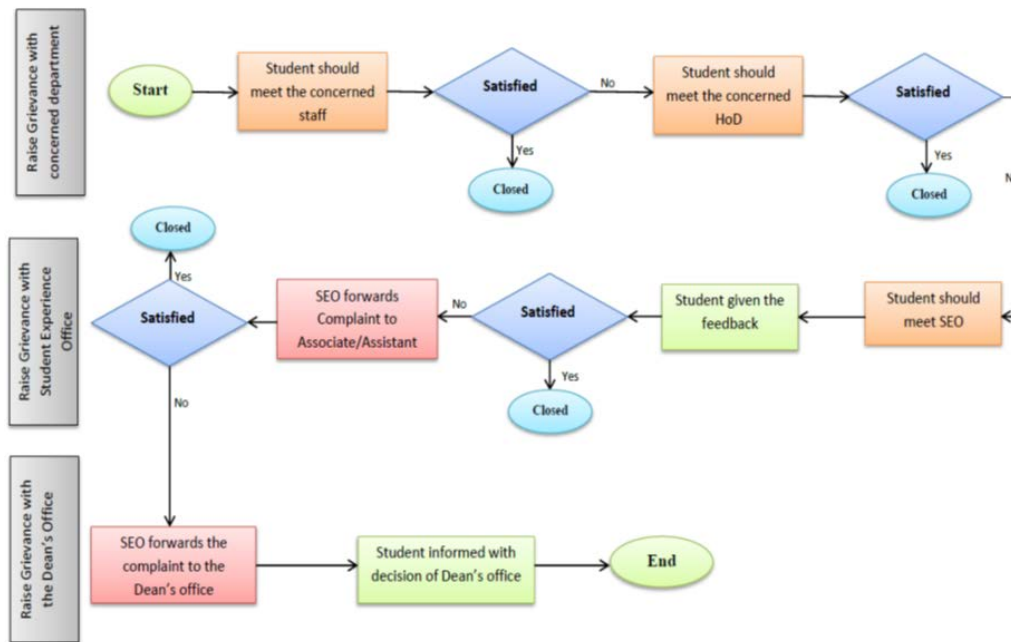 Raise Grievance with
concerned department
Start
Student should
meet the concerned
staff
Satisfied
No
Student should
meet the concerned
HoD
Satisfied
Yes
Closed
Yes
Closed
Raise Grievance with
Student Experience
Office
Closed
Yes
Satisfied
SEO forwards
Complaint to
Associate/Assistant
No
Satisfied
Student given the
feedback
Student should
meet SEO
Yes
Closed
No
Raise Grievance with
the Dean's Office
SEO forwards the
complaint to the
Dean's office
Student informed with
decision of Dean's office
End